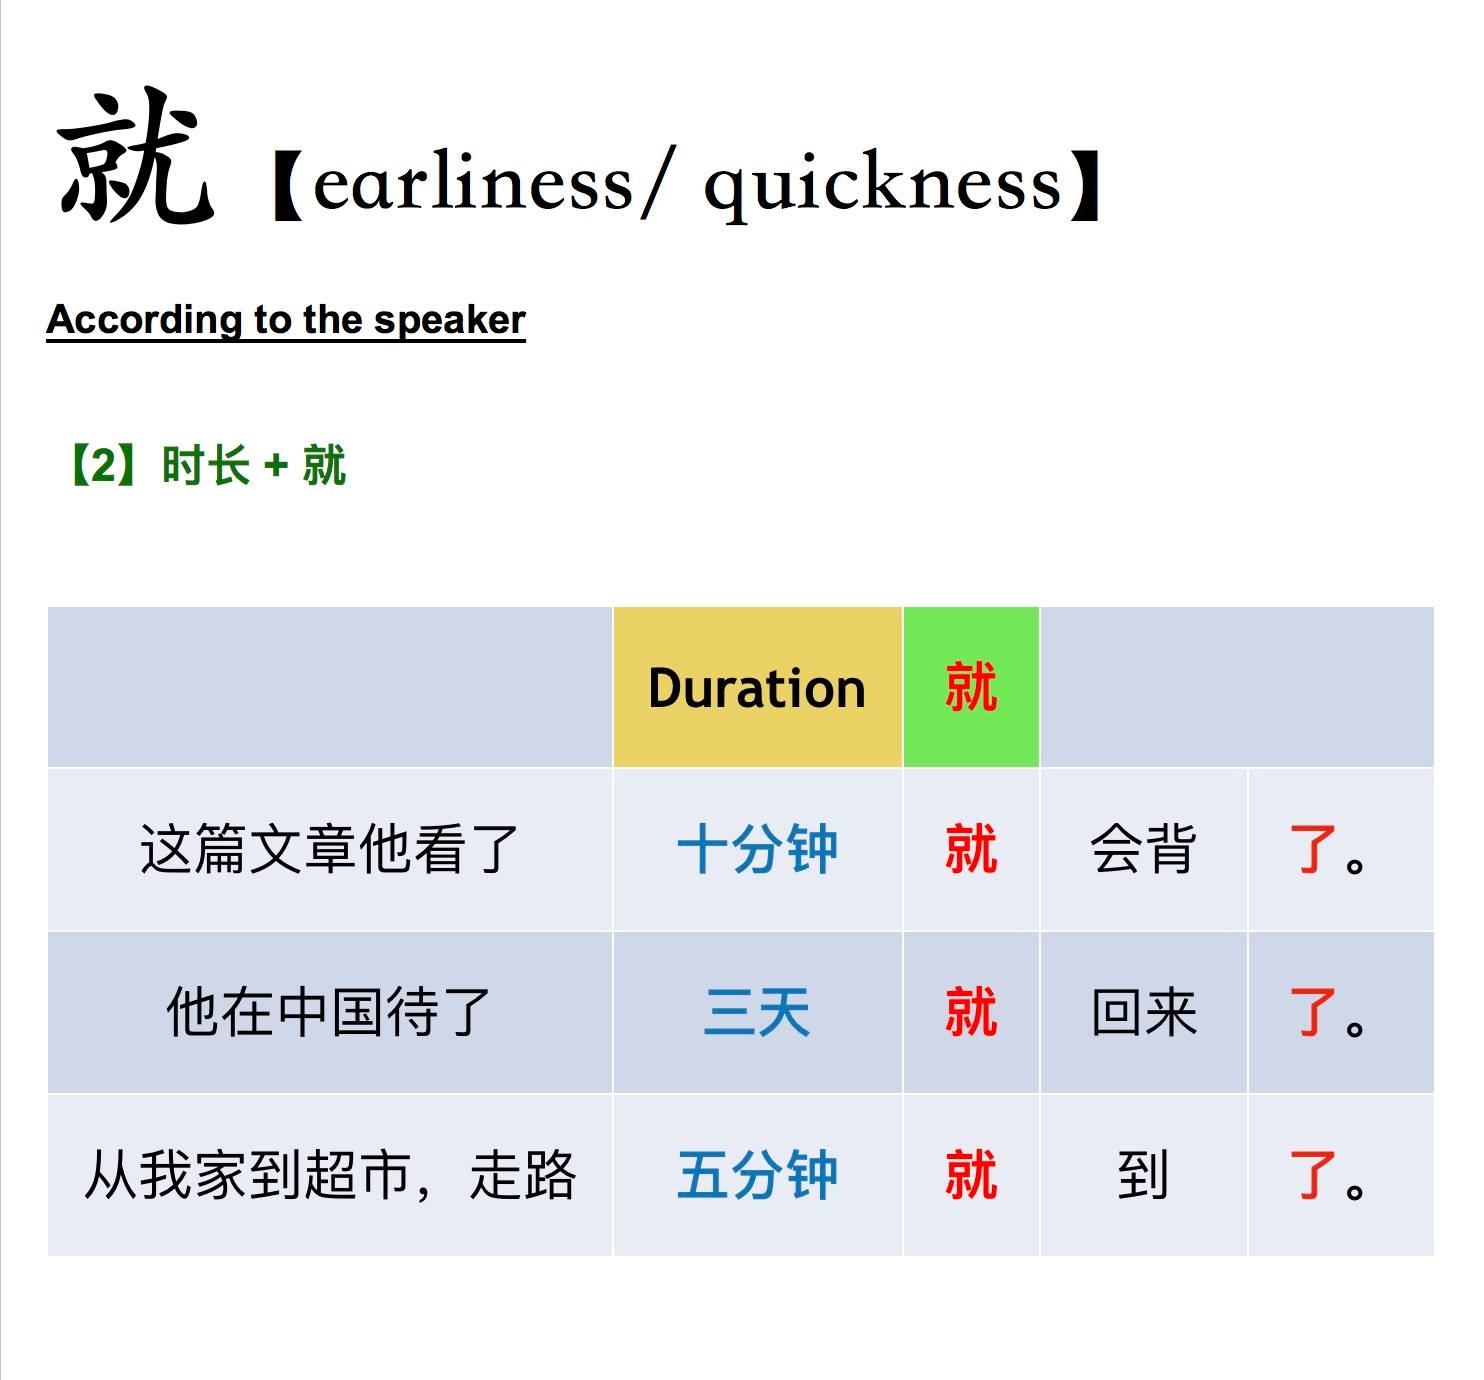 就【earliness/ quickness】
According to the speaker
【2】时长 + 就
Duration 就
这篇文章他看了 十分钟 就 会背 了。
他在中国待了 三天 就 回来 了。
从我家到超市，走路 五分钟 就 到 了。